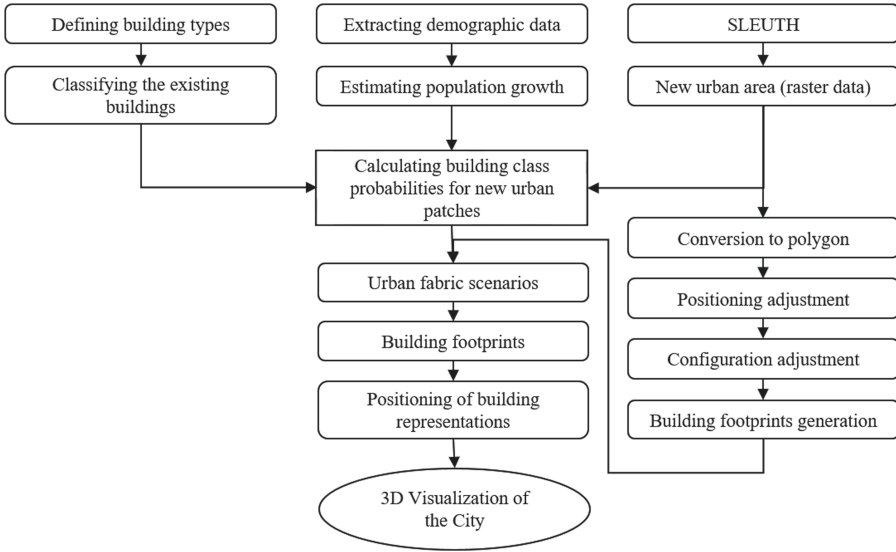 Defining building types
Extracting demographic data
SLEUTH
Classifying the existing
buildings
Estimating population growth
New urban area (raster data)
Calculating building class
probabilities for new urban
patches
Conversion to polygon
Urban fabric scenarios
Positioning adjustment
Building footprints
Configuration adjustment
Positioning of building
representations
Building footprints generation
3D Visualization of
the City